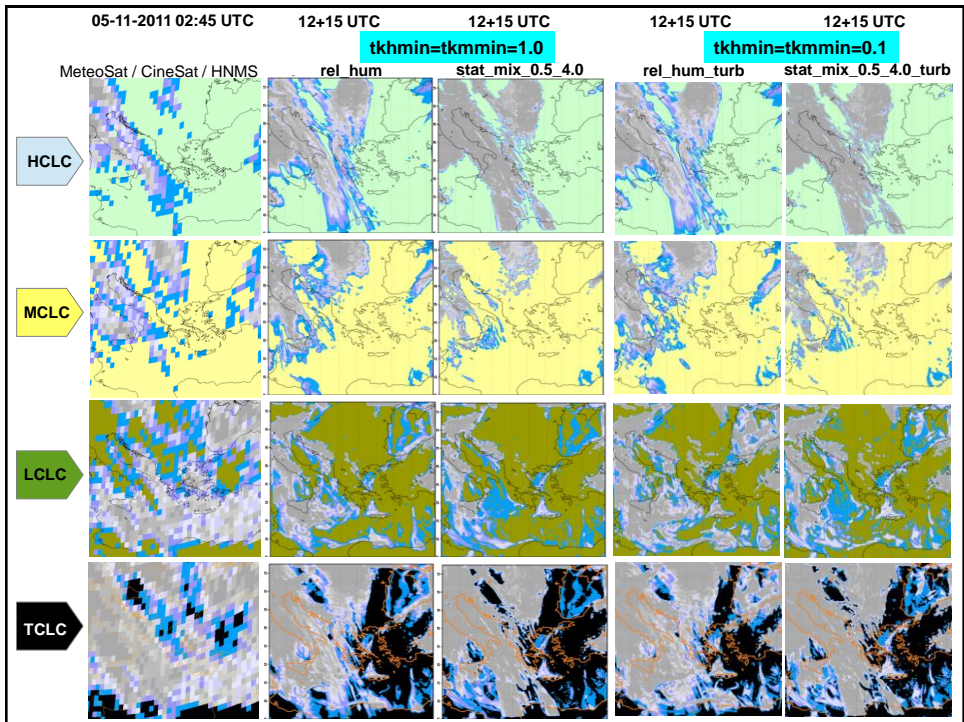 05-11-2011 02:45 UTC 12+15 UTC 12+15 UTC 12+15 UTC 12+15 UTC
tkhmin=tkmmin=1.0 tkhmin=tkmmin=0.1
MeteoSat / CineSat / HNMS rel_hum stat_mix_0.5_4.0 rel_hum_turb stat_mix_0.5_4.0_turb
HCLC
MCLC
LCLC
TCLC